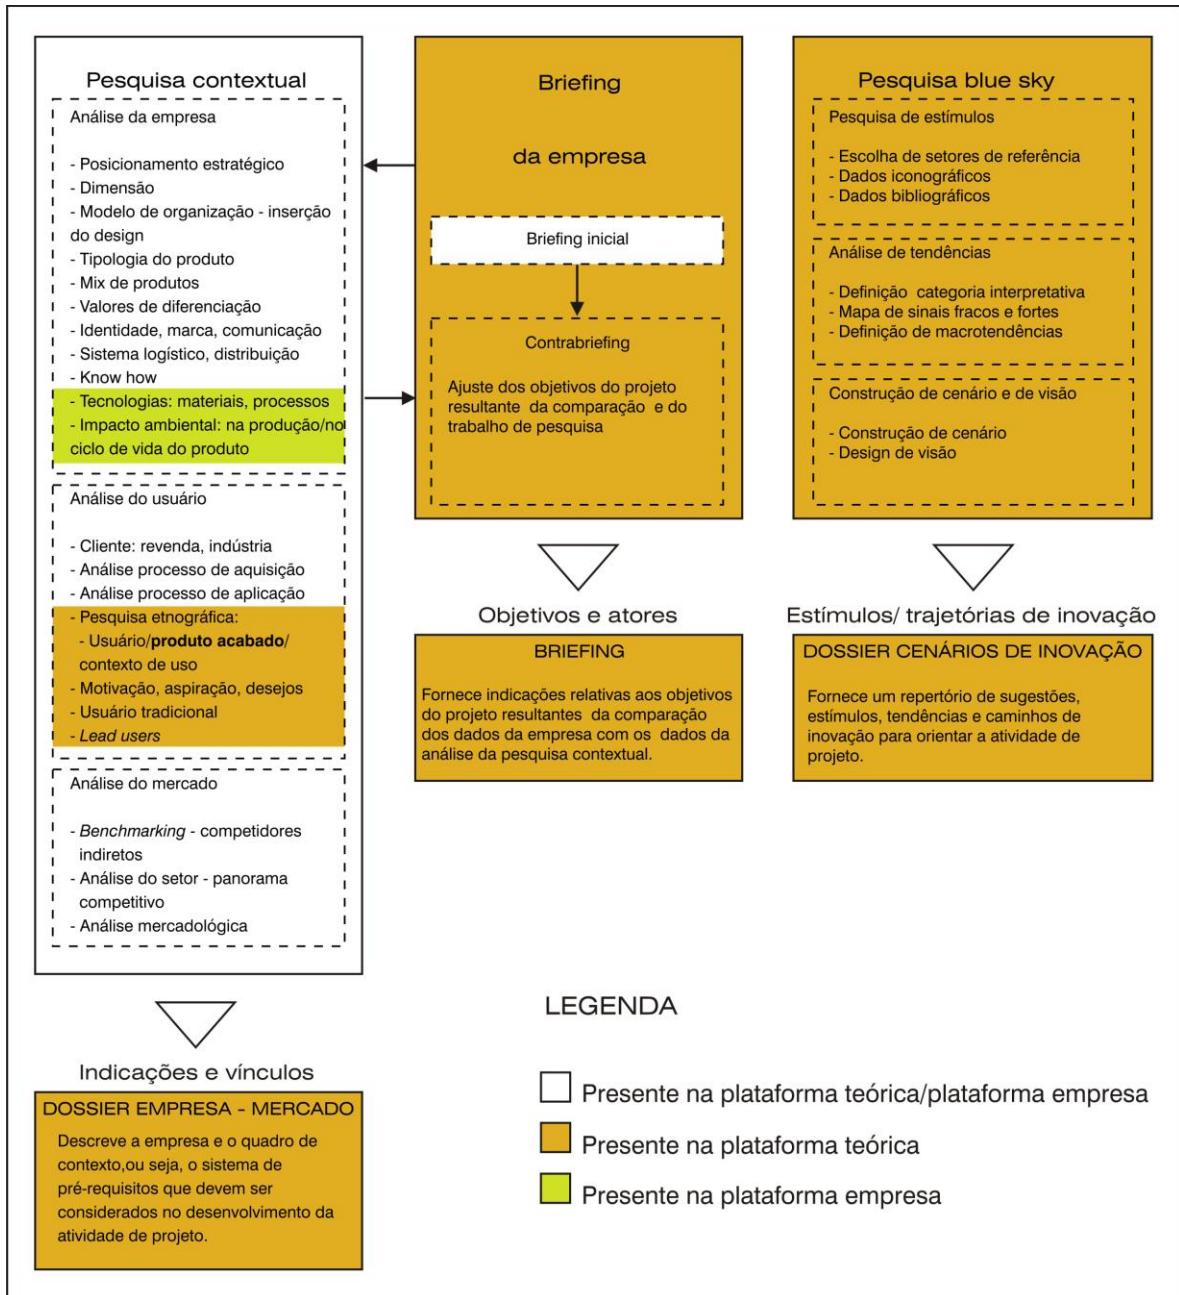 Pesquisa contextual
Análise da empresa
- Posicionamento estratégico
- Dimensão
- Modelo de organização - inserção
do design
- Tipologia do produto
- Mix de produtos
- Valores de diferenciação
- Identidade, marca, comunicação
- Sistema logístico, distribuição
- Know how
- Tecnologias: materiais, processos
- Impacto ambiental: na produção/no
ciclo de vida do produto
Análise do usuário
- Cliente: revenda, indústria
- Análise processo de aquisição
- Análise processo de aplicação
- Pesquisa etnográfica:
- Usuário/produto acabado/
contexto de uso
- Motivação, aspiração, desejos
- Usuário tradicional
- Lead users
Análise do mercado
- Benchmarking - competidores
indiretos
- Análise do setor - panorama
competitivo
- Análise mercadológica
Indicações e vínculos
DOSSIER EMPRESA - MERCADO
Descreve a empresa e o quadro de
contexto,ou seja, o sistema de
pré-requisitos que devem ser
considerados no desenvolvimento da
atividade de projeto.
Briefing
da empresa
Briefing inicial
Contrabriefing
Ajuste dos objetivos do projeto
resultante da comparação e do
trabalho de pesquisa
Objetivos e atores
BRIEFING
Fornece indicações relativas aos objetivos
do projeto resultantes da comparação
dos dados da empresa com os dados da
análise da pesquisa contextual.
Pesquisa blue sky
Pesquisa de estímulos
- Escolha de setores de referência
- Dados iconográficos
- Dados bibliográficos
Análise de tendências
- Definição categoria interpretativa
- Mapa de sinais fracos e fortes
- Definição de macrotendências
Construção de cenário e de visão
- Construção de cenário
- Design de visão
Estímulos/ trajetórias de inovação
DOSSIER CENÁRIOS DE INOVAÇÃO
Fornece um repertório de sugestões,
estímulos, tendências e caminhos de
inovação para orientar a atividade de
projeto.
LEGENDA
Presente na plataforma teórica/plataforma empresa
Presente na plataforma teórica
Presente na plataforma empresa